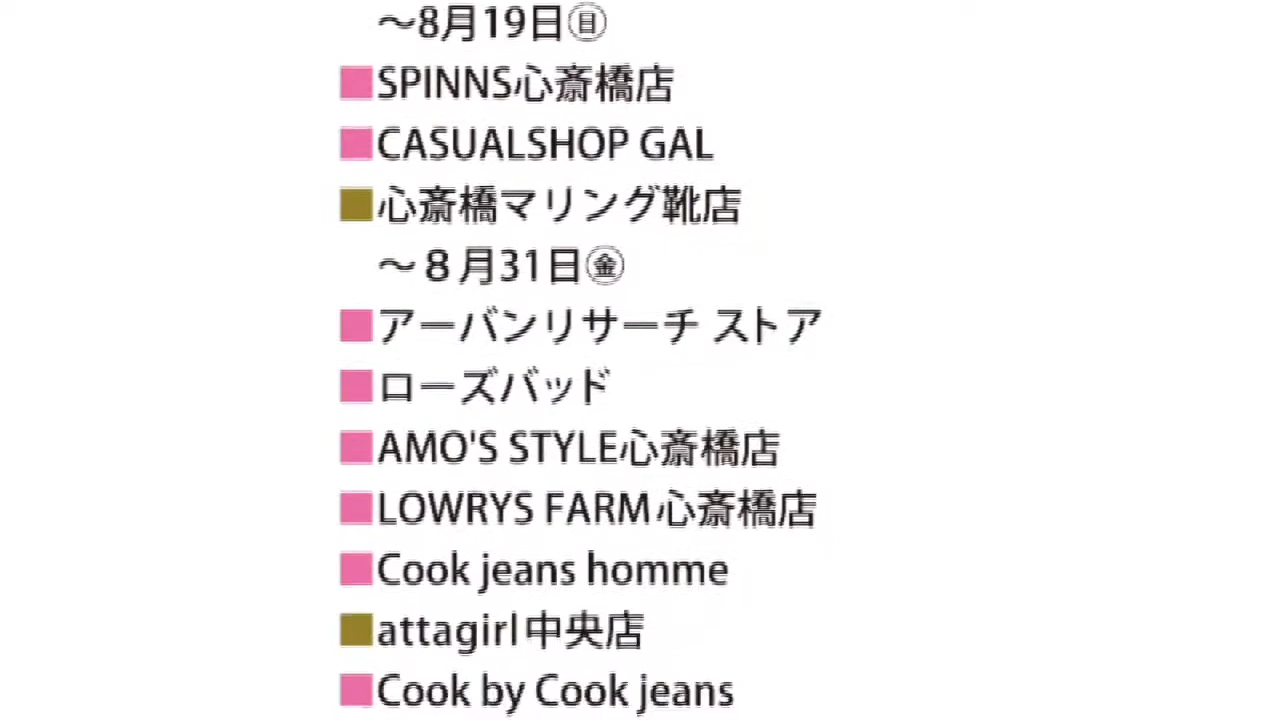 〜8月19日㊐
■SPINNS心斎橋店
■CASUALSHOP GAL
■心斎橋マリング靴店
〜８月31日㊎
■アーバンリサーチ ストア
■ローズバッド
■AMO'S STYLE心斎橋店
■LOWRYS FARM心斎橋店
■Cook jeans homme
■attagirl中央店
■Cook by Cook jeans